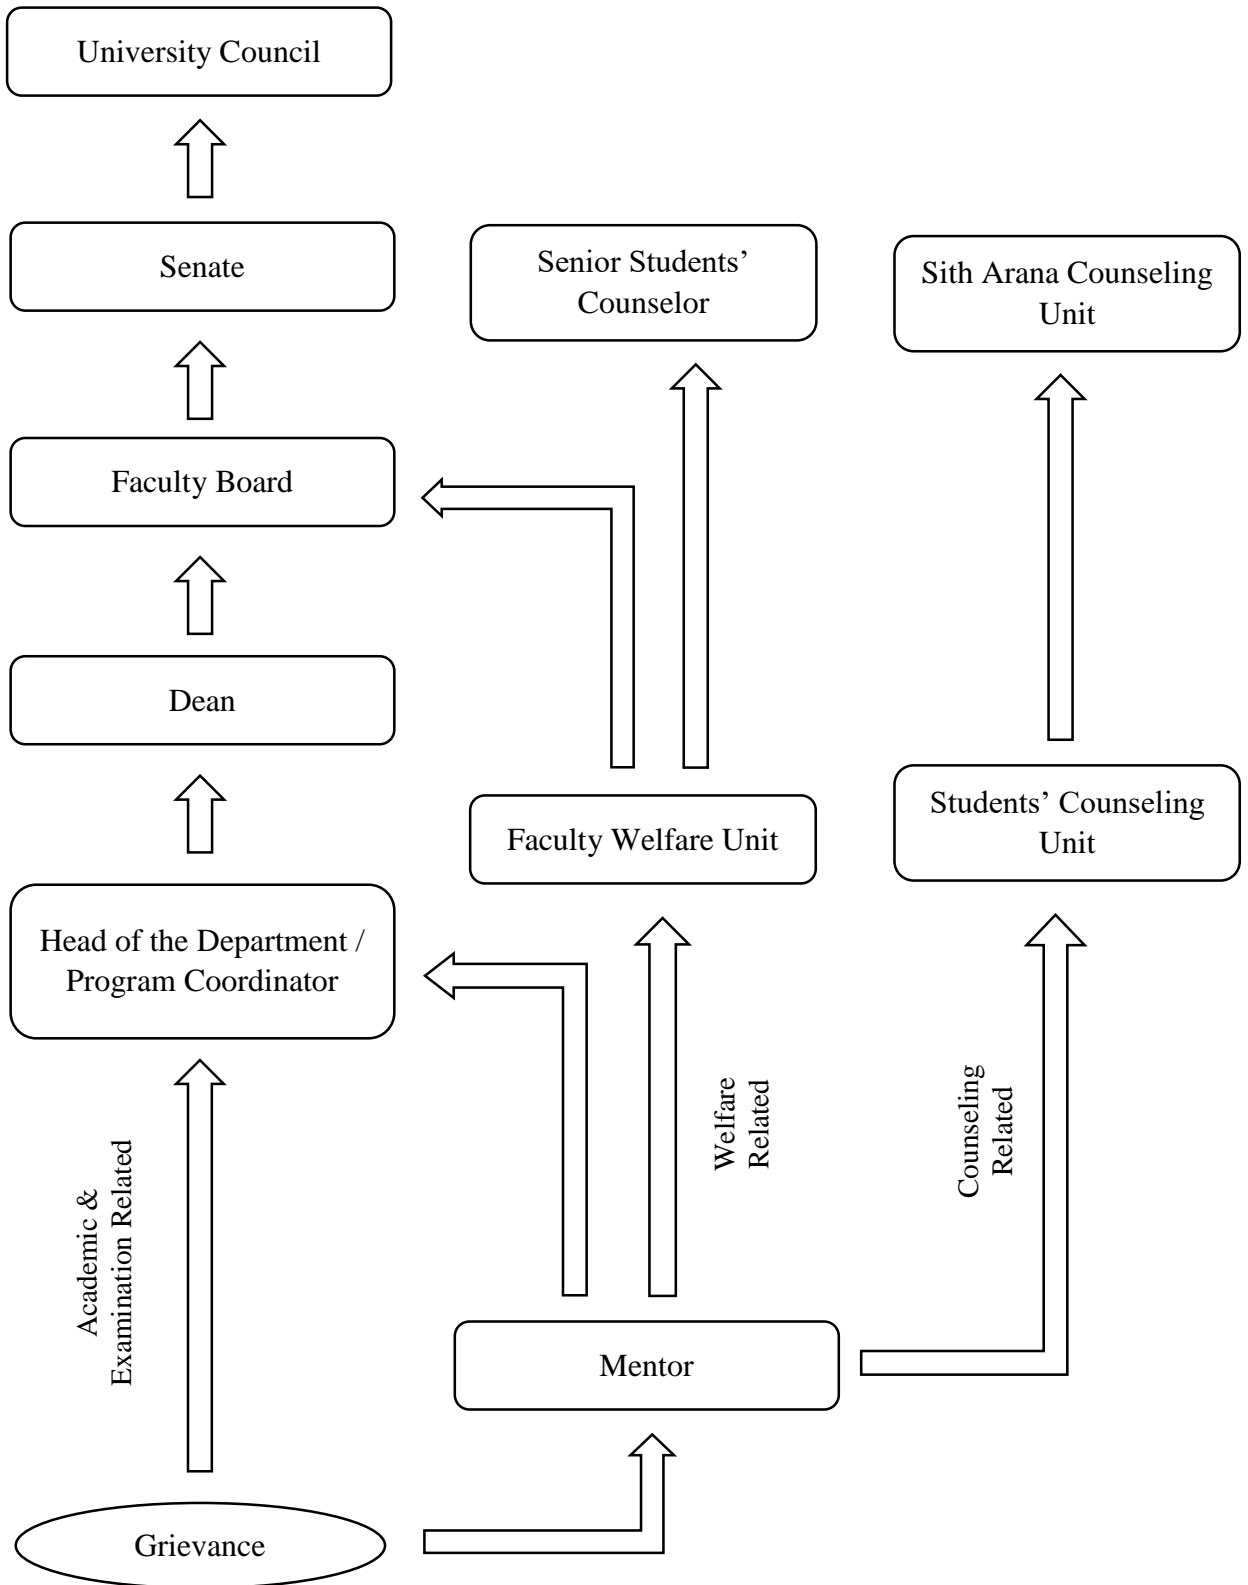 University Council
Senate
Senior Students’
Counselor
Sith Arana Counseling
Unit
Faculty Board
Dean
Faculty Welfare Unit
Students’ Counseling
Unit
Head of the Department /
Program Coordinator
Academic &
Examination Related
Welfare
Related
Counseling
Related
Mentor
Grievance